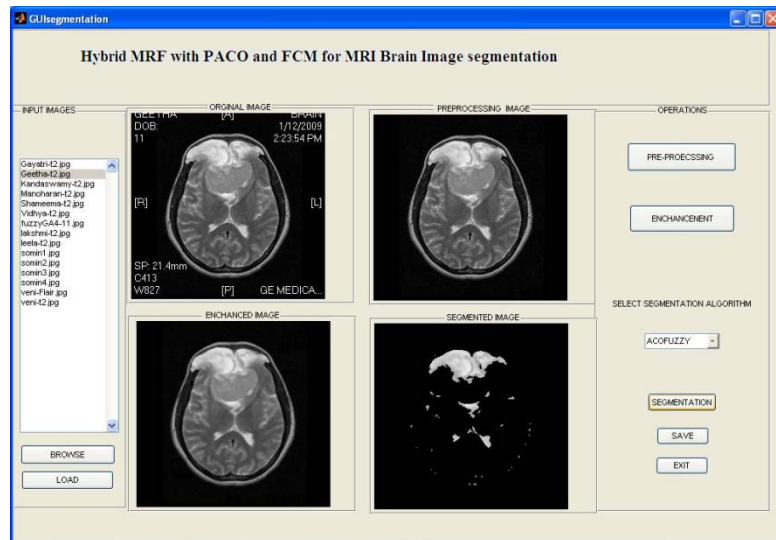 GUIsegmentation
Hybrid MRF with PACO and FCM for MRI Brain Image segmentation
INPUT IMAGES
Gayatri-t2.jpg
Geetha-t2.jpg
Kandaswamy-t2.jpg
Manoharan-t2.jpg
Shameema-t2.jpg
Vidhya-t2.jpg
fuzzyGA4-11.jpg
lakshmi-t2.jpg
leela-t2.jpg
somin1.jpg
somin2.jpg
somin3.jpg
somin4.jpg
veni-Flair.jpg
veni-t2.jpg
BROWSE
LOAD
ORGINAL IMAGE
GEETHA [A] BRAIN
DOB: 1/12/2009
11 2:23:54 PM
[R] [L]
SP: 21.4mm
C413
W827 [P] GE MEDICA...
PREPROCESSING IMAGE
ENCHANCED IMAGE
SEGMENTED IMAGE
OPERATIONS
PRE-PROECSSING
ENCHANCENENT
SELECT SEGMENTATION ALGORITHM
ACOFUZZY
SEGMENTATION
SAVE
EXIT